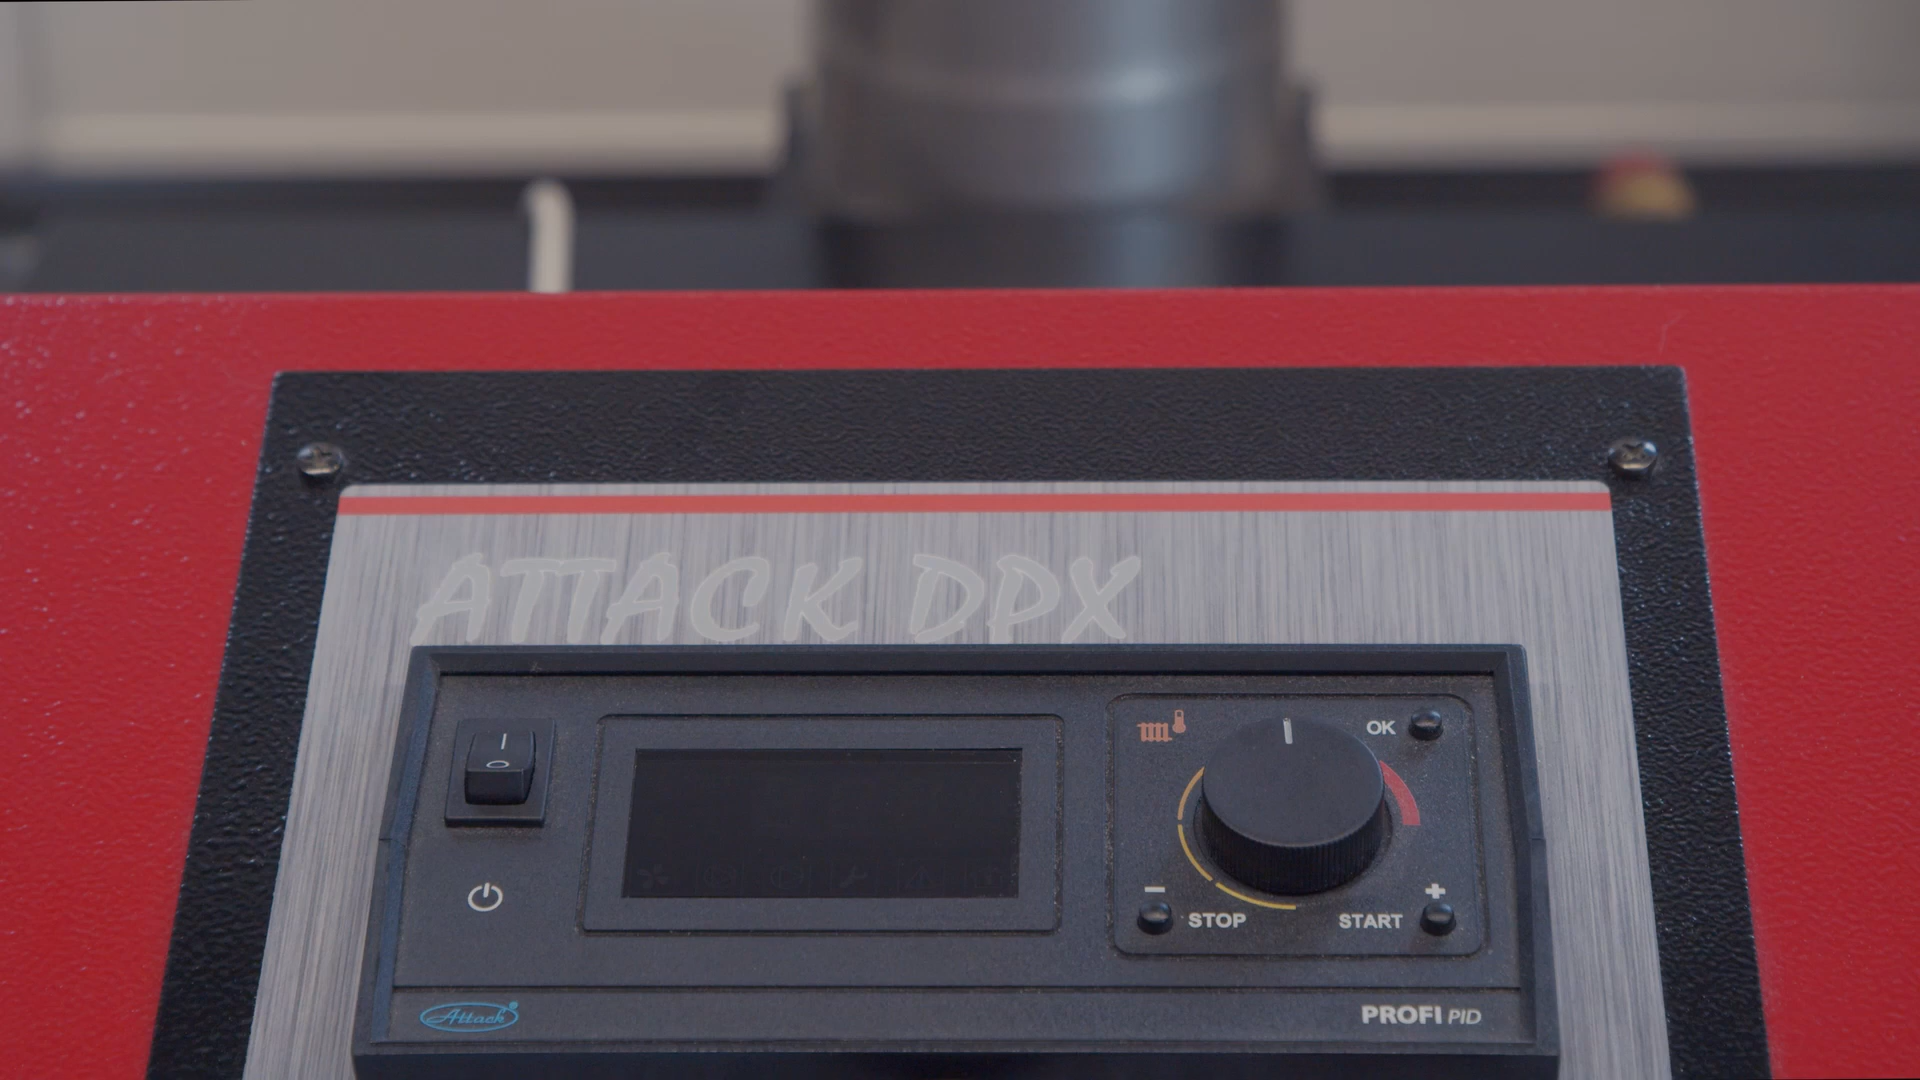 ATTACK DPX
OK
STOP
START
Attack
PROFI PID